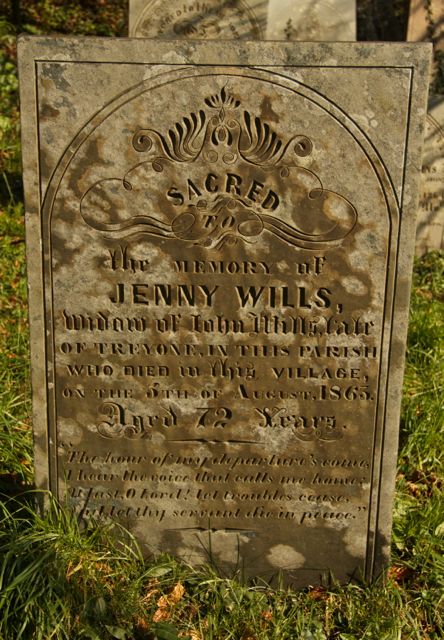 SACRED
TO
the MEMORY of
JENNY WILLS,
Widow of John Wills, late
OF TREYONE, IN THIS PARISH
WHO DIED IN this VILLAGE,
ON THE 5TH OF AUGUST, 1865.
Aged 72 Years.
"The hour of my departure's come,
I hear the voice that calls me home;
At last, O Lord! let troubles cease,
And let thy servant die in peace."